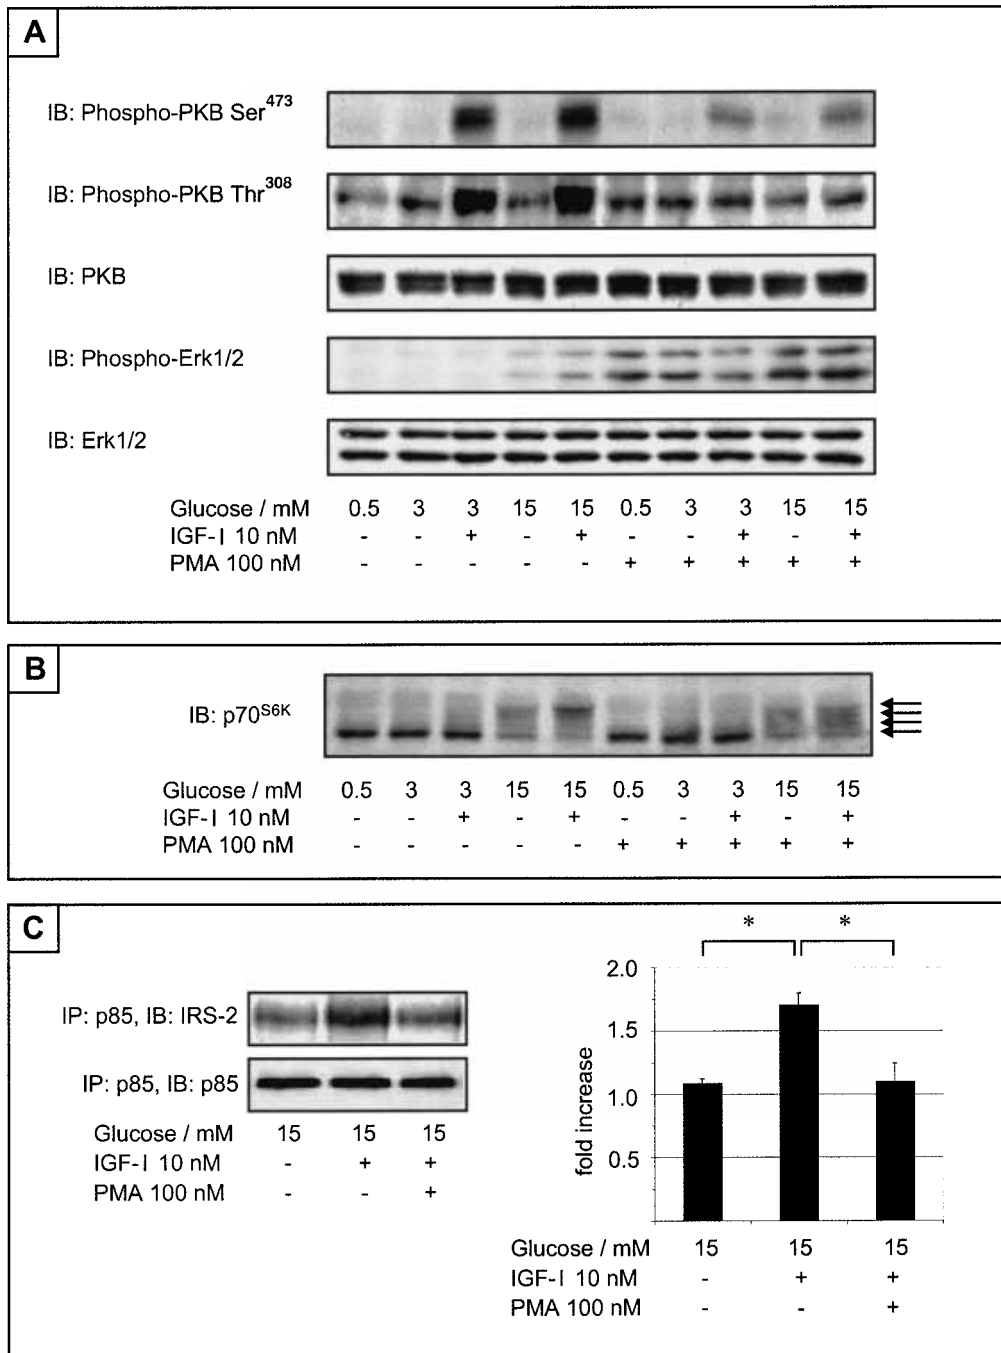 A
IB: Phospho-PKB Ser473
IB: Phospho-PKB Thr308
IB: PKB
IB: Phospho-Erk1/2
IB: Erk1/2
Glucose / mM 0.5 3 3 15 15 0.5 3 3 15 15
IGF-I 10 nM - - + - + - - + - +
PMA 100 nM - - - - - + + + + +
B
IB: p70S6K
Glucose / mM 0.5 3 3 15 15 0.5 3 3 15 15
IGF-I 10 nM - - + - + - - + - +
PMA 100 nM - - - - - + + + + +
C
IP: p85, IB: IRS-2
IP: p85, IB: p85
Glucose / mM 15 15 15
IGF-I 10 nM - + +
PMA 100 nM - - +
* *
2.0
1.5
1.0
0.5
fold increase
Glucose / mM 15 15 15
IGF-I 10 nM - + +
PMA 100 nM - - +